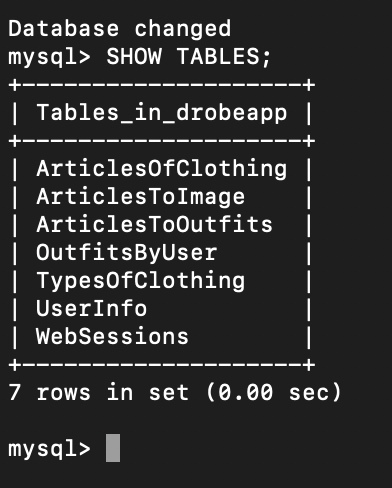 Database changed
mysql> SHOW TABLES;
+--------------------+
| Tables_in_drobeapp |
+--------------------+
| ArticlesOfClothing |
| ArticlesToImage    |
| ArticlesToOutfits  |
| OutfitsByUser      |
| TypesOfClothing    |
| UserInfo           |
| WebSessions        |
+--------------------+
7 rows in set (0.00 sec)
mysql>